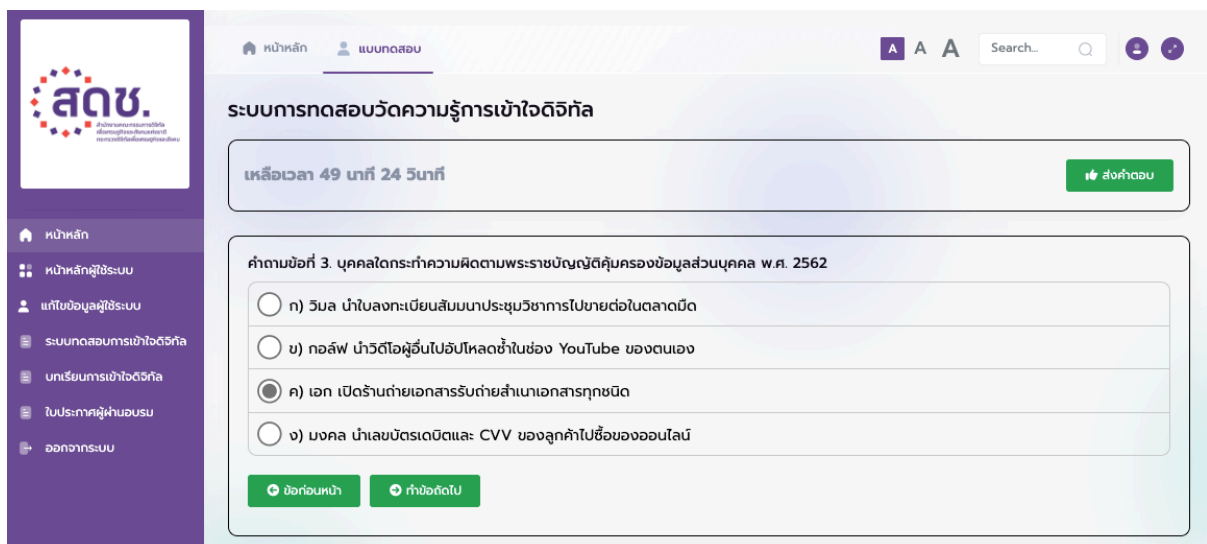 หน้าหลัก
แบบทดสอบ
A A A
Search...
สดช.
ระบบการทดสอบวัดความรู้การเข้าใจดิจิทัล
เหลือเวลา 49 นาที 24 วินาที
ส่งคำตอบ
หน้าหลัก
หน้าหลักผู้ใช้ระบบ
แก้ไขข้อมูลผู้ใช้ระบบ
ระบบทดสอบการเข้าใจดิจิทัล
บทเรียนการเข้าใจดิจิทัล
ใบประกาศผู้ผ่านอบรม
ออกจากระบบ
คำถามข้อที่ 3. บุคคลใดกระทำความผิดตามพระราชบัญญัติคุ้มครองข้อมูลส่วนบุคคล พ.ศ. 2562
ก) วิมล นำใบลงทะเบียนสัมมนาประชุมวิชาการไปขายต่อในตลาดมืด
ข) กอล์ฟ นำวิดีโอผู้อื่นไปอัปโหลดซ้ำในช่อง YouTube ของตนเอง
ค) เอก เปิดร้านถ่ายเอกสารรับถ่ายสำเนาเอกสารทุกชนิด
ง) มงคล นำเลขบัตรเดบิตและ CVV ของลูกค้าไปซื้อของออนไลน์
ข้อก่อนหน้า
ทำข้อถัดไป